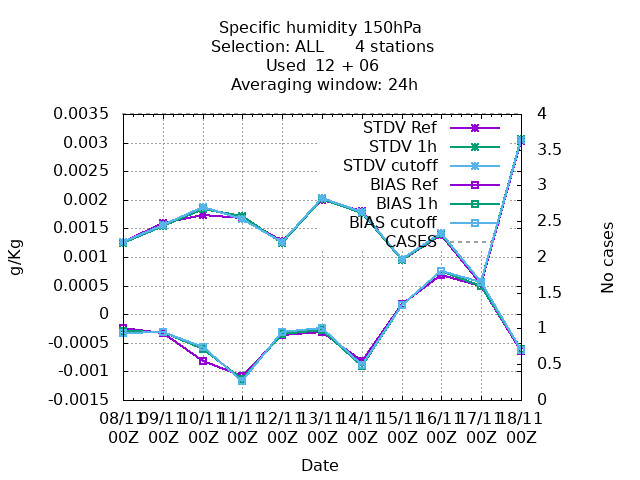 Specific humidity 150hPa
Selection: ALL      4 stations
Used  12 + 06
Averaging window: 24h
0.0035
0.003
0.0025
0.002
0.0015
0.001
0.0005
0
-0.0005
-0.001
-0.0015
g/Kg
STDV Ref
STDV 1h
STDV cutoff
BIAS Ref
BIAS 1h
BIAS cutoff
CASES
4
3.5
3
2.5
2
1.5
1
0.5
0
No cases
08/11 09/11 10/11 11/11 12/11 13/11 14/11 15/11 16/11 17/11 18/11
00Z 00Z 00Z 00Z 00Z 00Z 00Z 00Z 00Z 00Z 00Z
Date